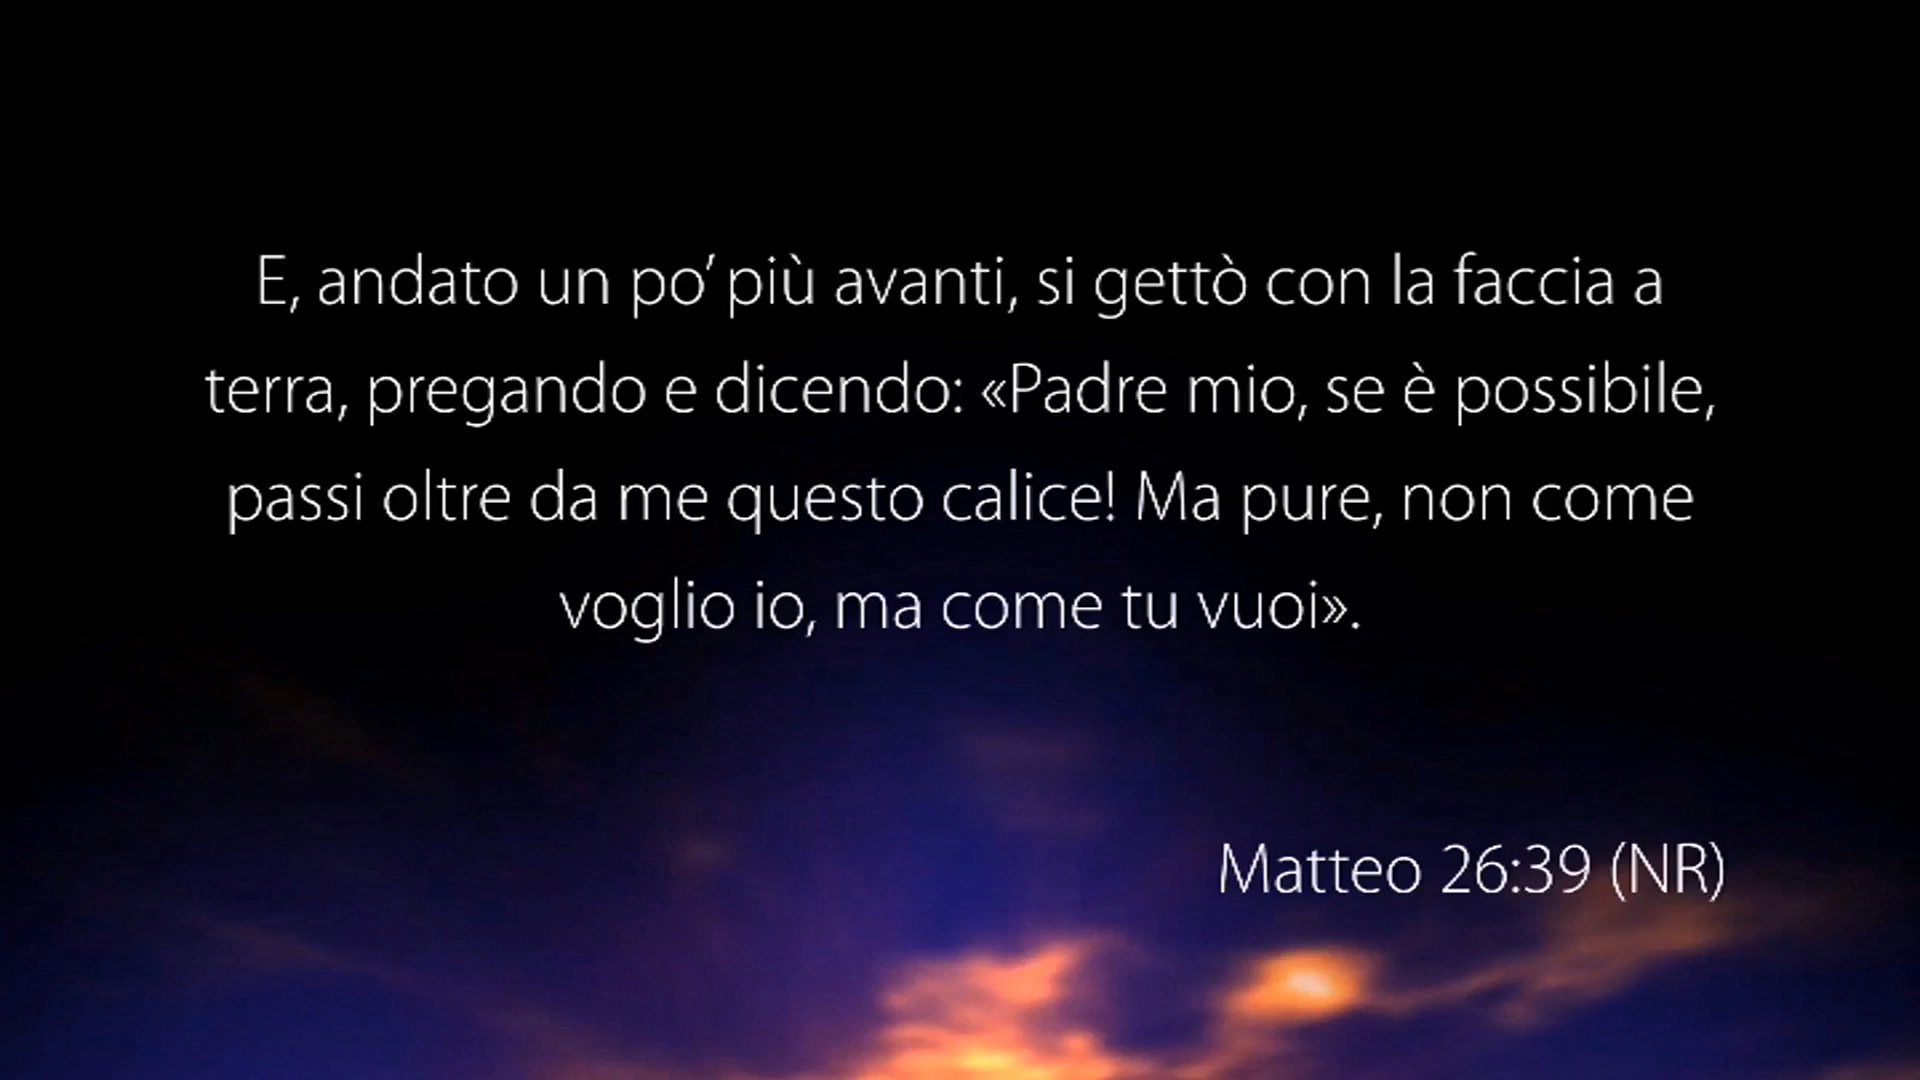 E, andato un po’ più avanti, si gettò con la faccia a
terra, pregando e dicendo: «Padre mio, se è possibile,
passi oltre da me questo calice! Ma pure, non come
voglio io, ma come tu vuoi».
Matteo 26:39 (NR)